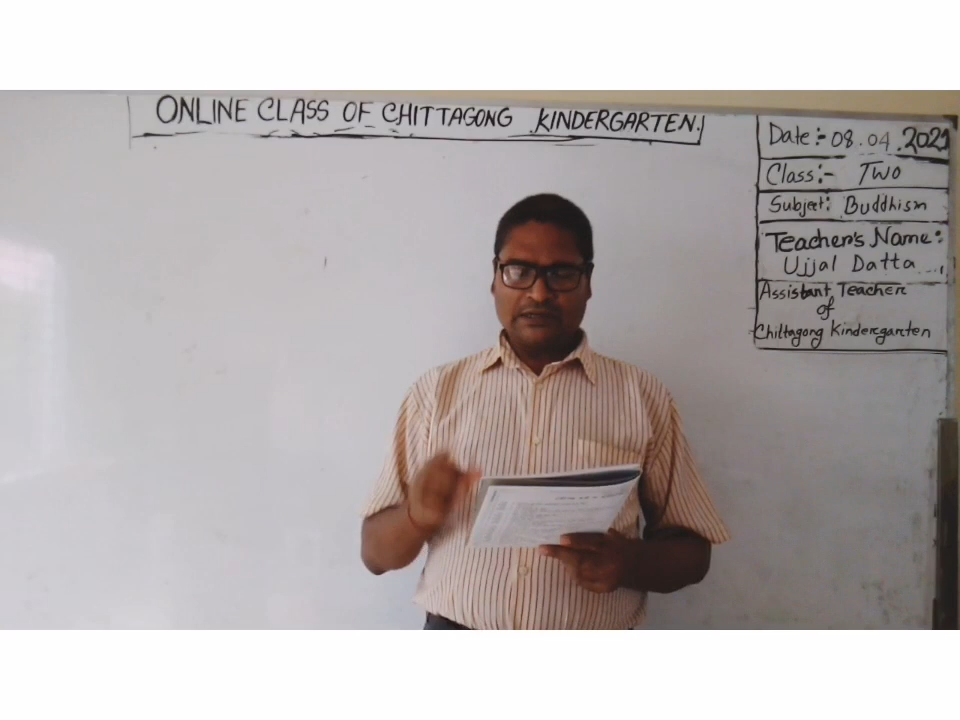 ONLINE CLASS OF CHITTAGONG KINDERGARTEN.
Date:- 08.04.2021
Class:- Two
Subject: Buddhism
Teacher's Name:
Ujjal Datta ....
Assistant Teacher
of
Chittagong Kindergarten